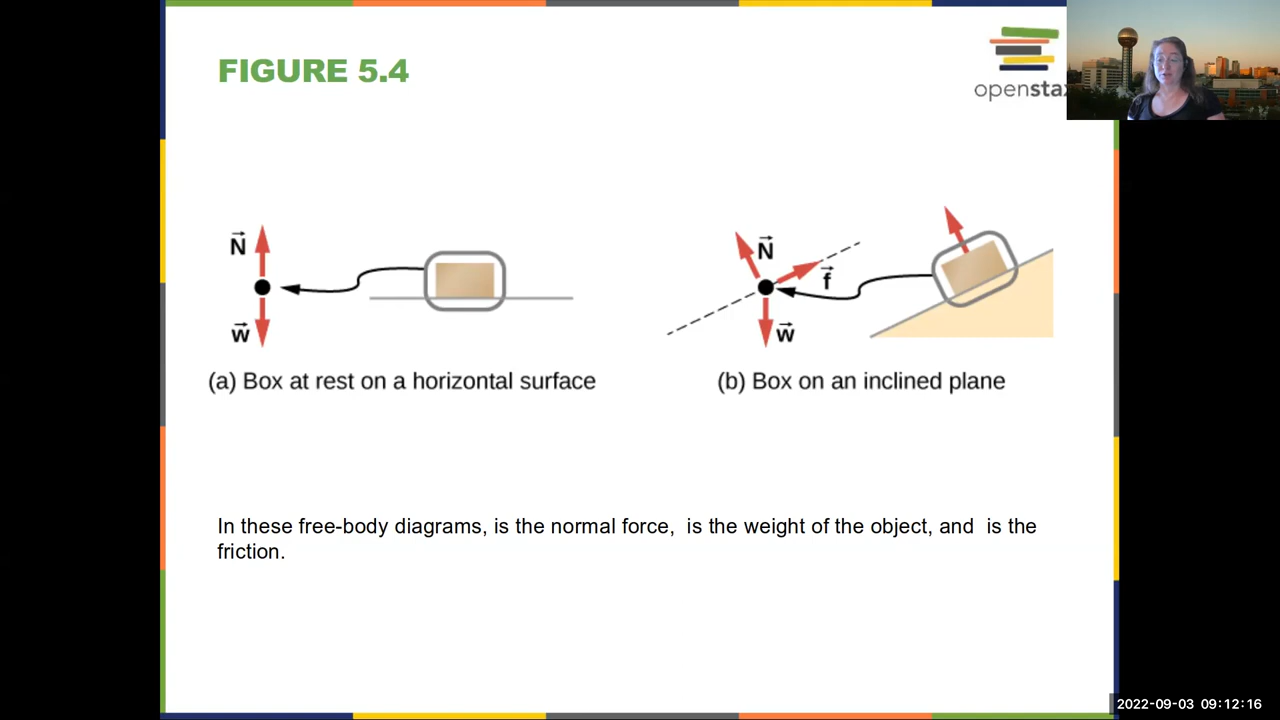 FIGURE 5.4
openstax
N
w
(a) Box at rest on a horizontal surface
N
f
w
(b) Box on an inclined plane
In these free-body diagrams, is the normal force,  is the weight of the object, and  is the
friction.
2022-09-03 09:12:16